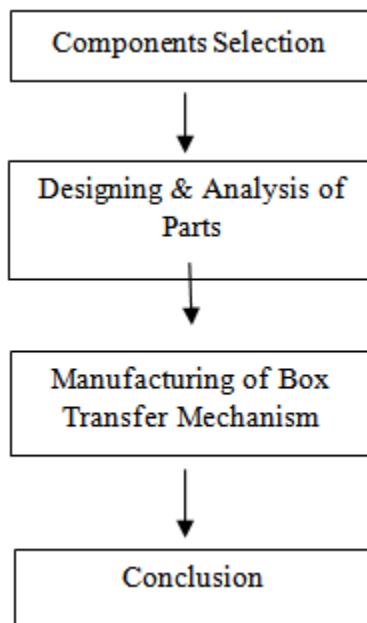 Components Selection
Designing & Analysis of
Parts
Manufacturing of Box
Transfer Mechanism
Conclusion